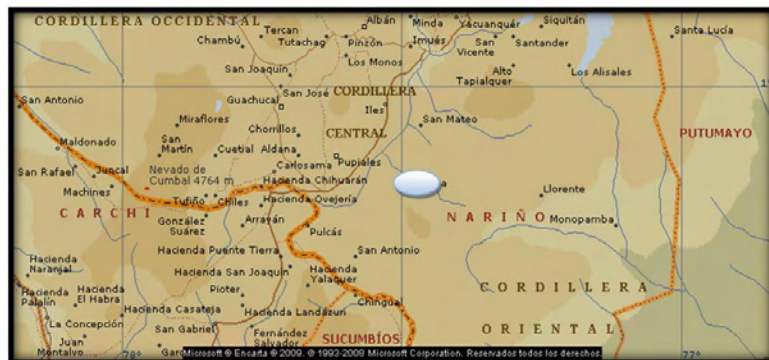 CORDILLERA OCCIDENTAL
Tercan
Albán
Minda
Yacuanquer
Siquitán
Chambú
Tutachag
Pinzón
Imués
San
Vicente
Santander
Santa Lucía
Los Monos
San Joaquín
Alto
Tapialquer
Los Alisales
San José
CORDILLERA
San Antonio
Guachucal
Iles
Miraflores
Chorrillos
CENTRAL
San Mateo
PUTUMAYO
Maldonado
San
Martín
Cuetial
Aldana
Pupiales
San Rafael
Juncal
Nevado de
Cumbal 4764 m
Carlosama
Machines
Hacienda Chihuarán
Llorente
Tufiño
Chiles
Hacienda Ovejería
CARCHI
González
Suárez
Arrayán
Pulcás
NARIÑO
Monopamba
Hacienda
Naranjal
Hacienda Puente Tierra
San Antonio
Hacienda San Joaquín
Hacienda
Yalaquer
CORDILLERA
Hacienda
Palalín
Hacienda
El Habra
Pioter
Chingual
La Concepción
Hacienda Casateja
Hacienda Landázuri
Juan
Montalvo
San Gabriel
Fernández
Salvador
SUCUMBÍOS
ORIENTAL
78°
77°
Microsoft ® Encarta ® 2009. © 1993-2008 Microsoft Corporation. Reservados todos los derechos.